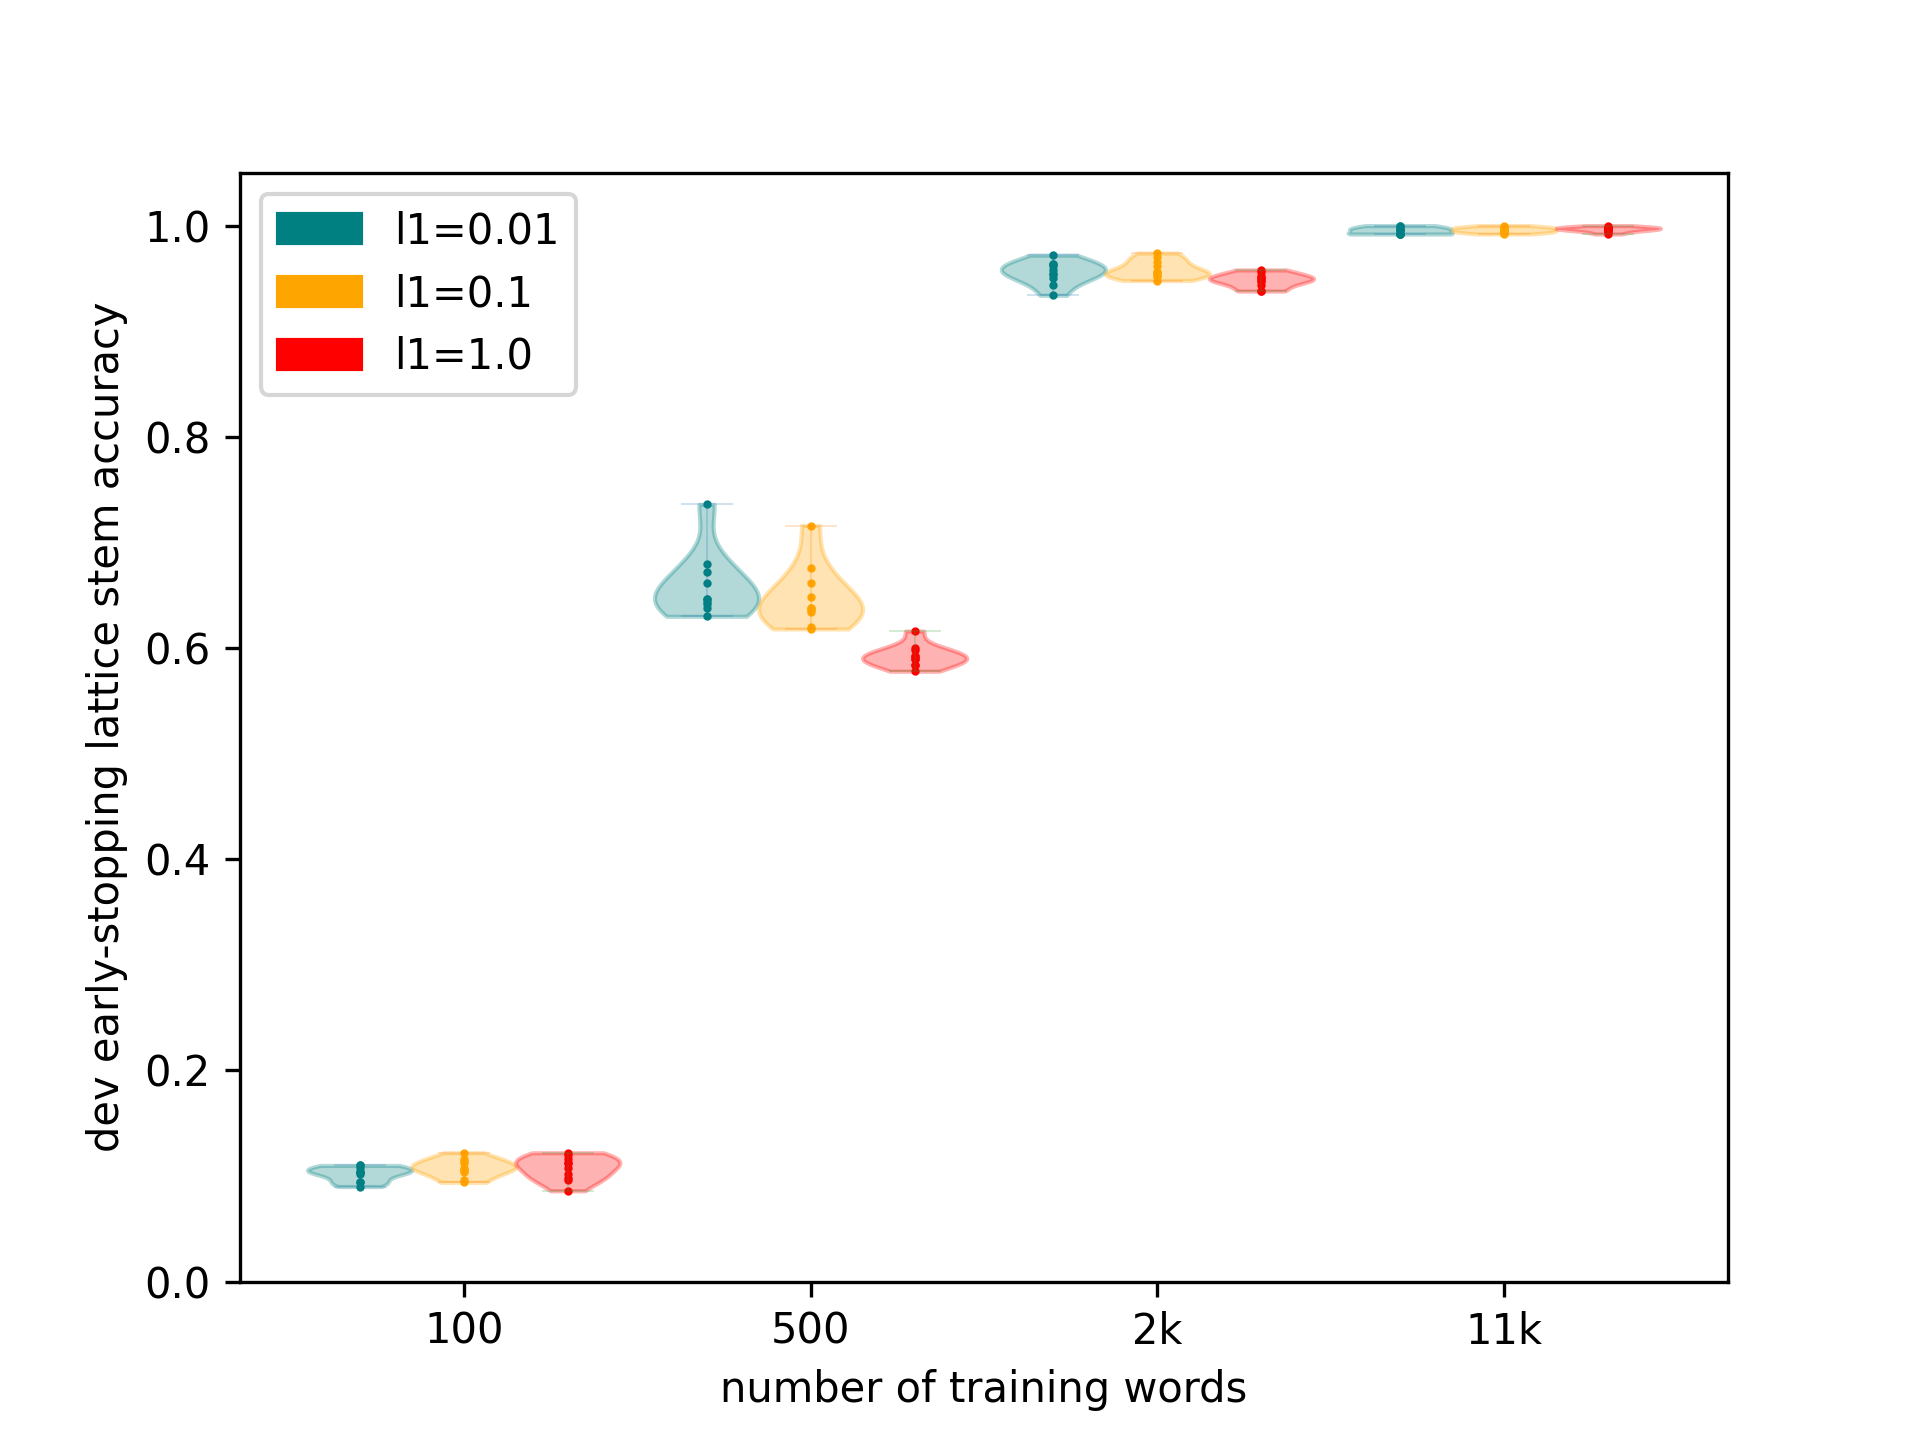 l1=0.01
l1=0.1
l1=1.0
1.0
0.8
0.6
0.4
0.2
0.0
dev early-stopping lattice stem accuracy
100 500 2k 11k
number of training words